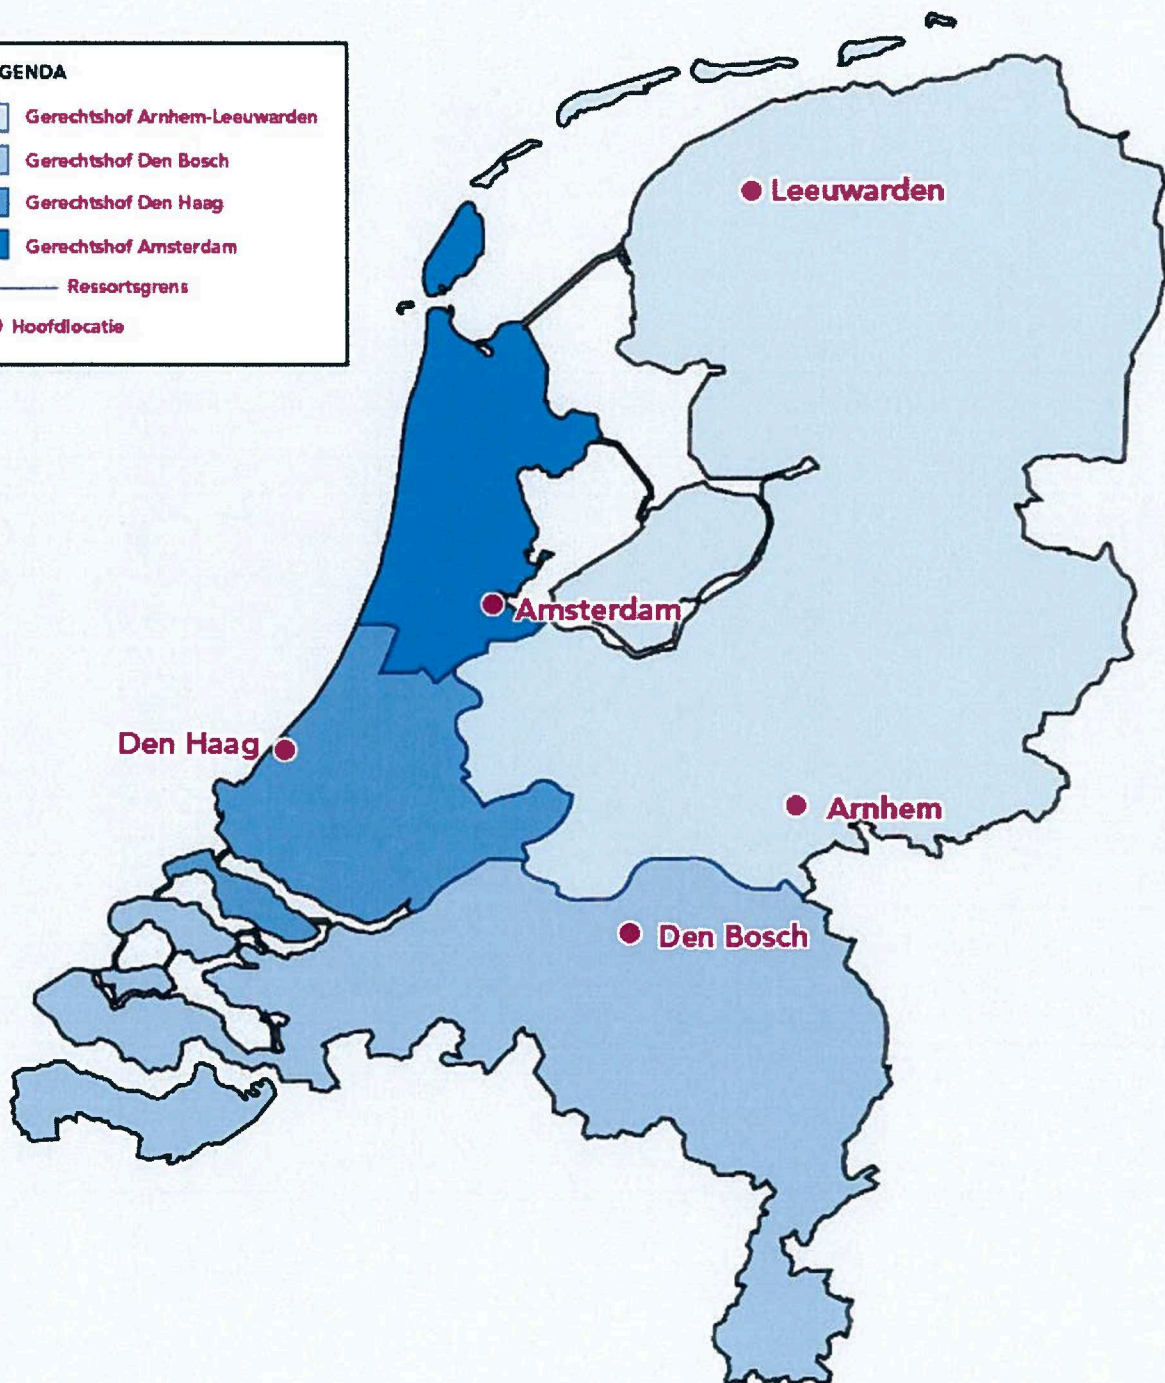 GENDA
Gerechtshof Arnhem-Leeuwarden
Gerechtshof Den Bosch
Gerechtshof Den Haag
Gerechtshof Amsterdam
Ressortsgrens
Hoofdlocatie
Leeuwarden
Amsterdam
Den Haag
Arnhem
Den Bosch